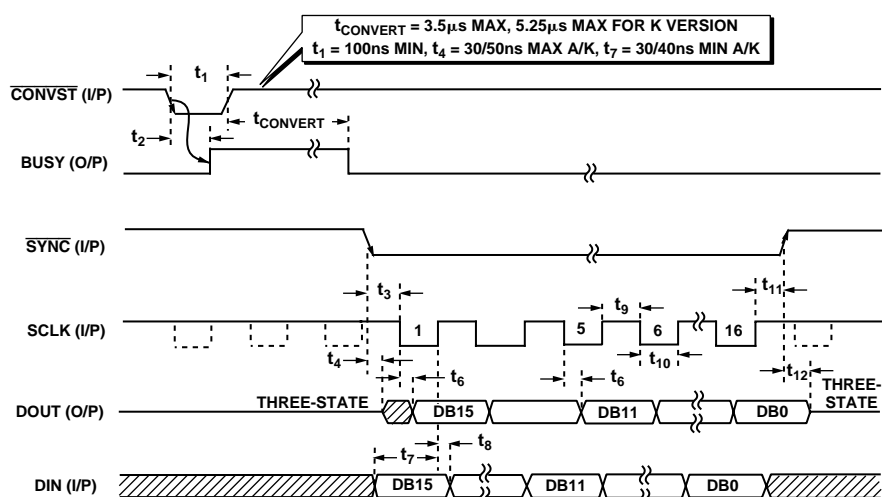 tCONVERT = 3.5μs MAX, 5.25μs MAX FOR K VERSION
t1 = 100ns MIN, t4 = 30/50ns MAX A/K, t7 = 30/40ns MIN A/K
t1
CONVST (I/P)
t2
tCONVERT
BUSY (O/P)
SYNC (I/P)
t3
t9
t11
SCLK (I/P)
1
5
6
16
t4
t6
t6
t10
t12
DOUT (O/P)
THREE-STATE
DB15
DB11
DB0
THREE-
STATE
t7
t8
DIN (I/P)
DB15
DB11
DB0